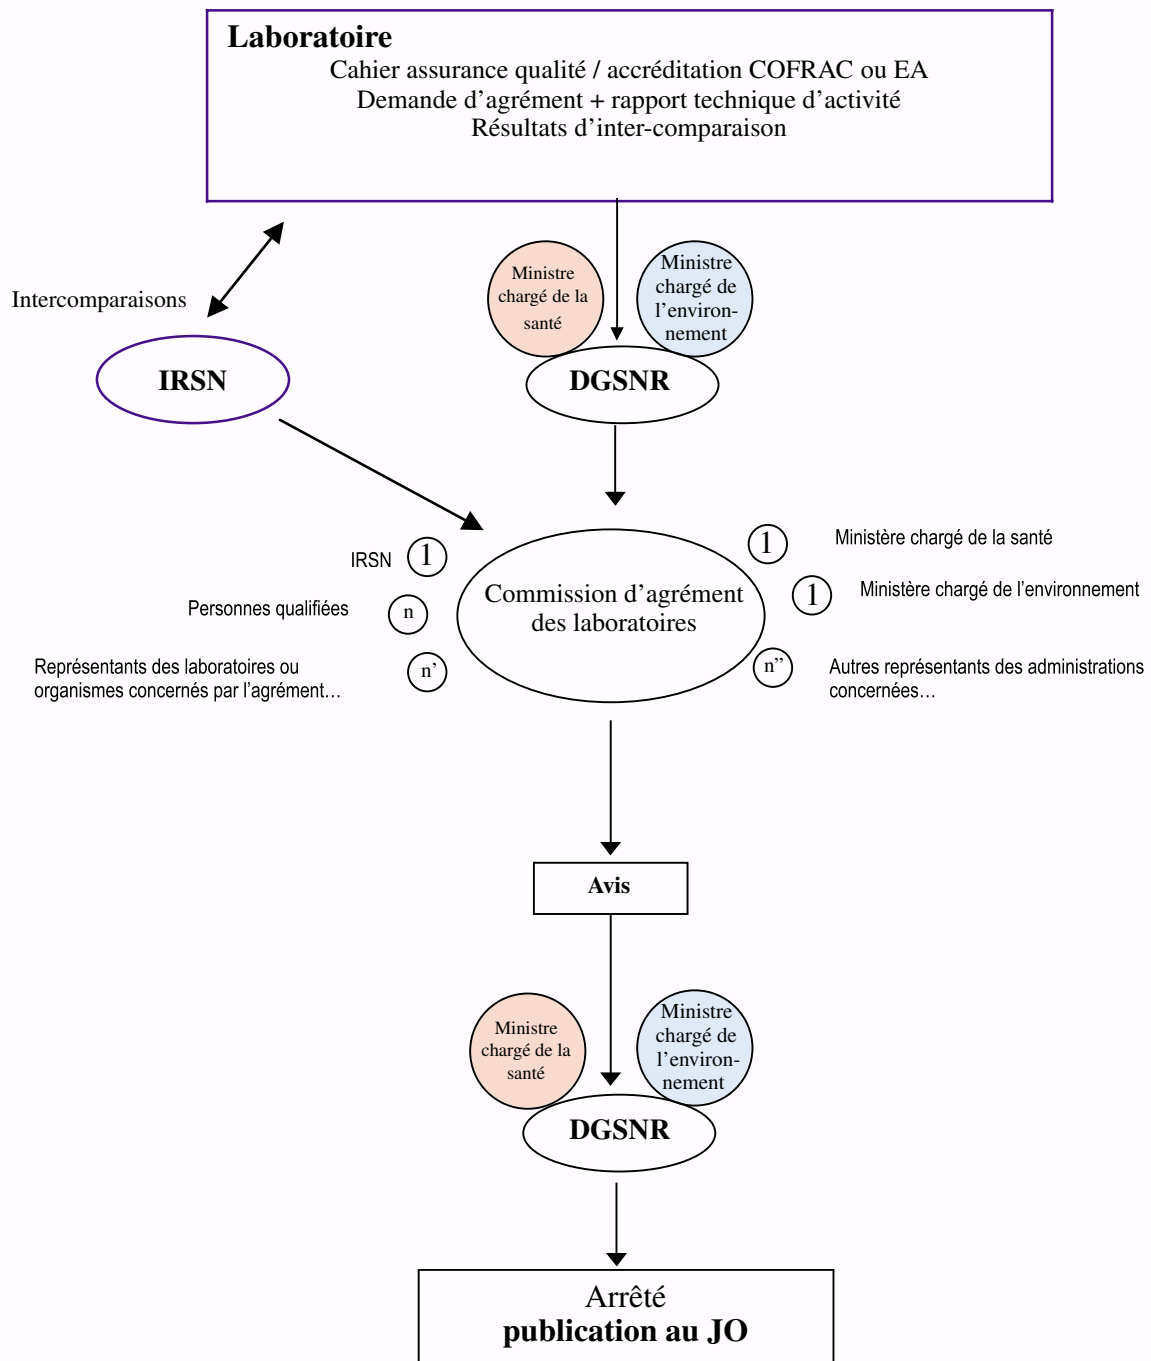 Laboratoire
Cahier assurance qualité / accréditation COFRAC ou EA
Demande d’agrément + rapport technique d’activité
Résultats d’inter-comparaison
Intercomparaisons
Ministre
chargé de la
santé
Ministre
chargé de
l’environ-
nement
IRSN
DGSNR
IRSN
1
Personnes qualifiées
n
Représentants des laboratoires ou
organismes concernés par l’agrément…
n’
Commission d’agrément
des laboratoires
1
Ministère chargé de la santé
1
Ministère chargé de l’environnement
n”
Autres représentants des administrations
concernées…
Avis
Ministre
chargé de la
santé
Ministre
chargé de
l’environ-
nement
DGSNR
Arrêté
publication au JO